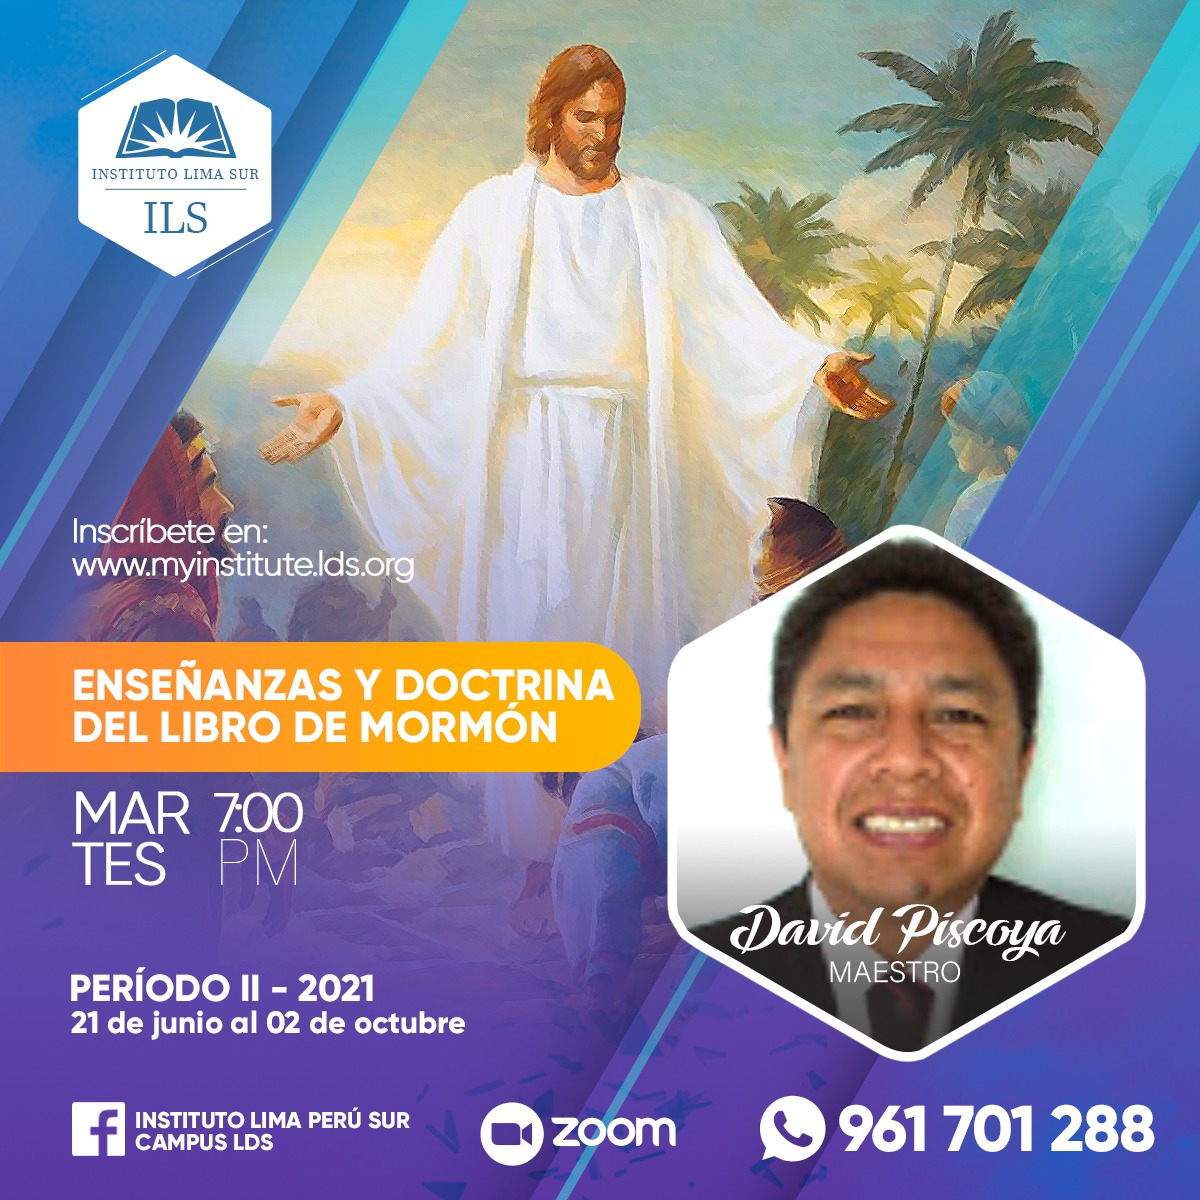 INSTITUTO LIMA SUR
ILS
Inscríbete en:
www.myinstitute.lds.org
ENSEÑANZAS Y DOCTRINA
DEL LIBRO DE MORMÓN
MAR 7:00
TES PM
David Piscoya
MAESTRO
PERÍODO II - 2021
21 de junio al 02 de octubre
INSTITUTO LIMA PERÚ SUR
CAMPUS LDS
zoom
961 701 288